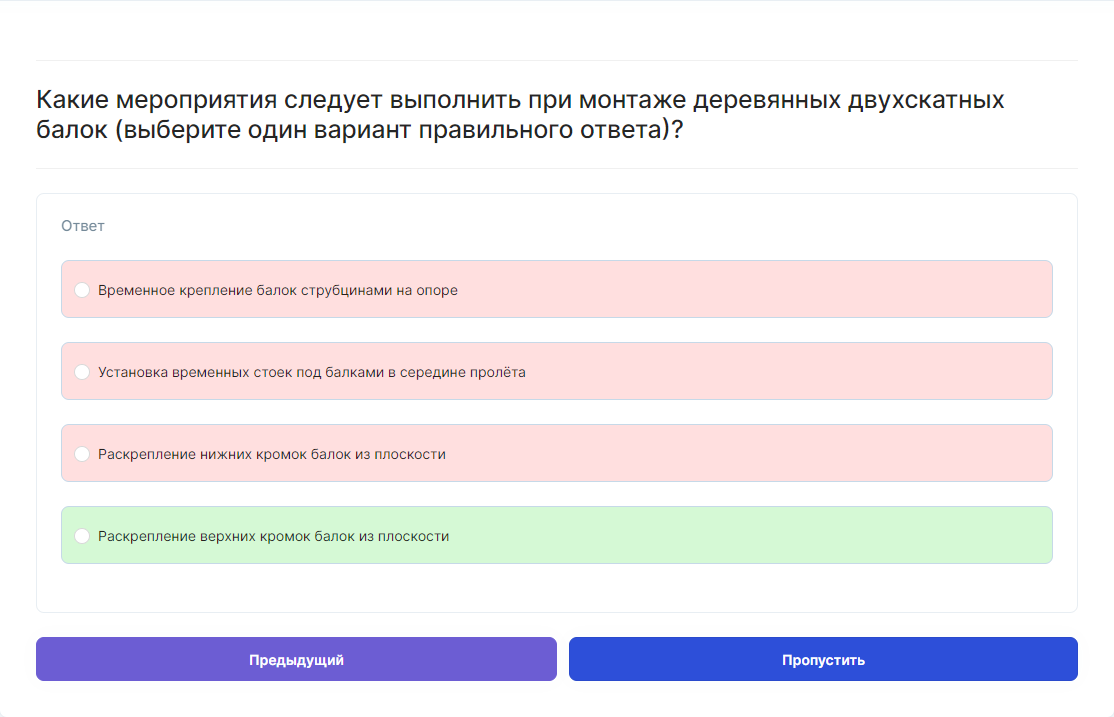 Какие мероприятия следует выполнить при монтаже деревянных двухскатных
балок (выберите один вариант правильного ответа)?
Ответ
Временное крепление балок струбцинами на опоре
Установка временных стоек под балками в середине пролёта
Раскрепление нижних кромок балок из плоскости
Раскрепление верхних кромок балок из плоскости
Предыдущий
Пропустить